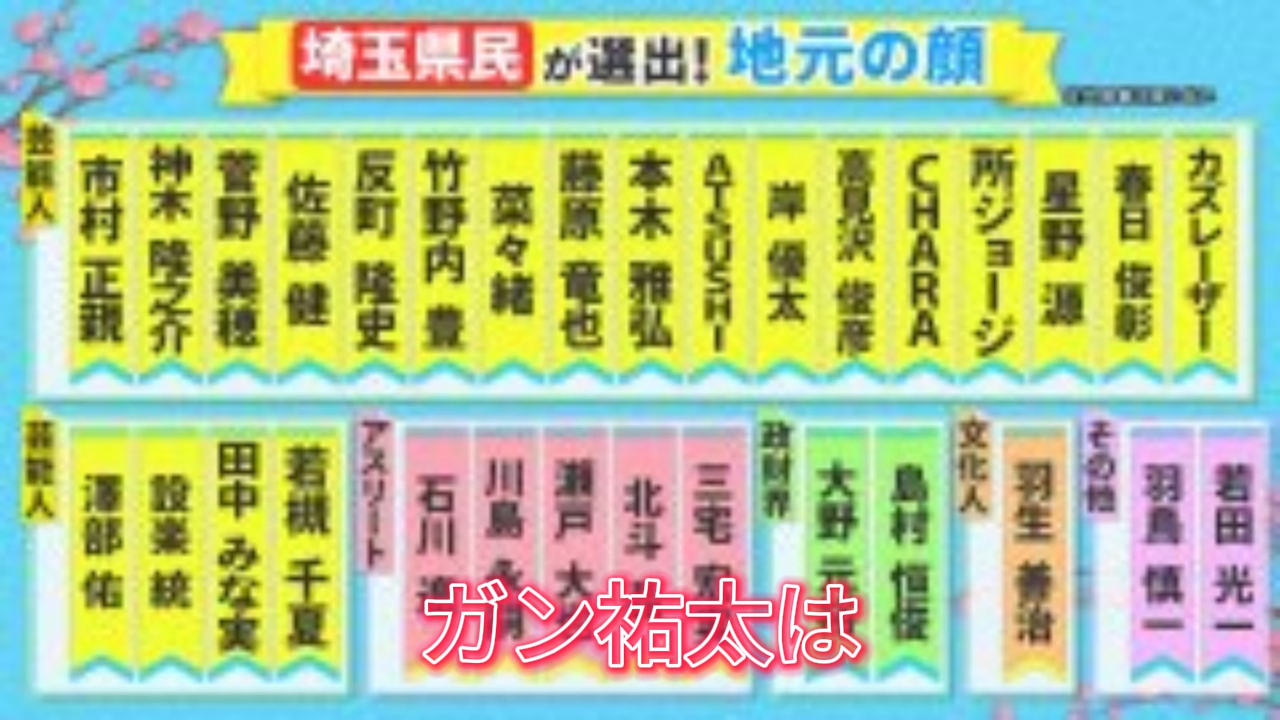 埼玉県民が選出！地元の顔
芸能人
市村 正親
神木 隆之介
菅野 美穂
佐藤 健
反町 隆史
竹野内 豊
菜々緒
藤原 竜也
本木 雅弘
ATSUSHI
岸 優太
高見沢 俊彦
CHARA
所ジョージ
星野 源
春日 俊彰
カズレーザー
芸能人
澤部 佑
設楽 統
田中 みな実
若槻 千夏
アスリート
石川
川島
瀬戸 大
北斗
三宅 宏
政財界
大野 元
島村 恒俊
文化人
羽生 善治
その他
羽鳥 慎一
若田 光一
ガン祐太は